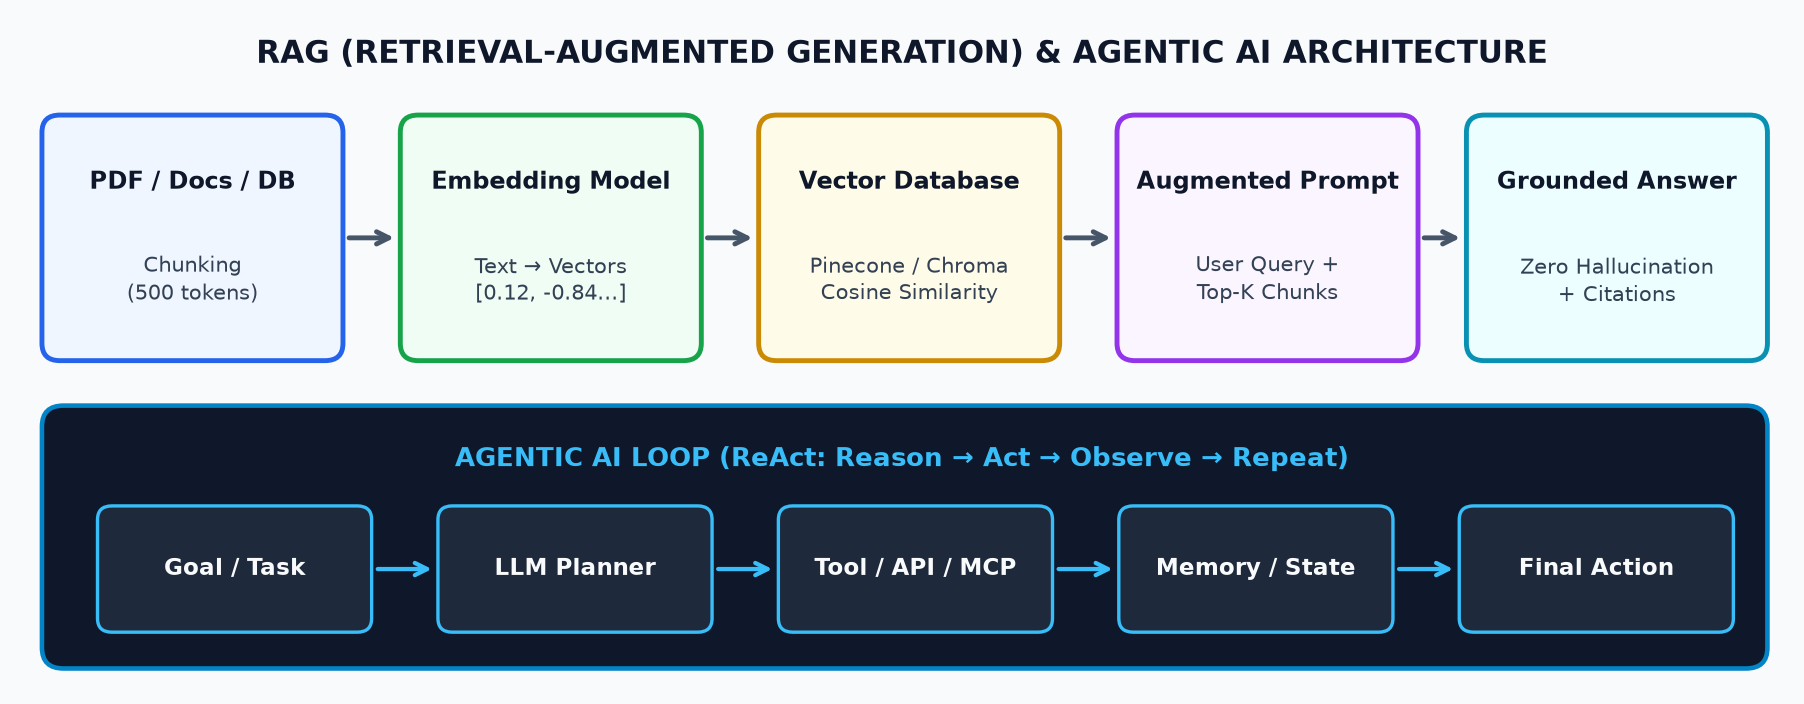 RAG (RETRIEVAL-AUGMENTED GENERATION) & AGENTIC AI ARCHITECTURE
PDF / Docs / DB
Chunking
(500 tokens)
Embedding Model
Text → Vectors
[0.12, -0.84...]
Vector Database
Pinecone / Chroma
Cosine Similarity
Augmented Prompt
User Query +
Top-K Chunks
Grounded Answer
Zero Hallucination
+ Citations
AGENTIC AI LOOP (ReAct: Reason → Act → Observe → Repeat)
Goal / Task
LLM Planner
Tool / API / MCP
Memory / State
Final Action